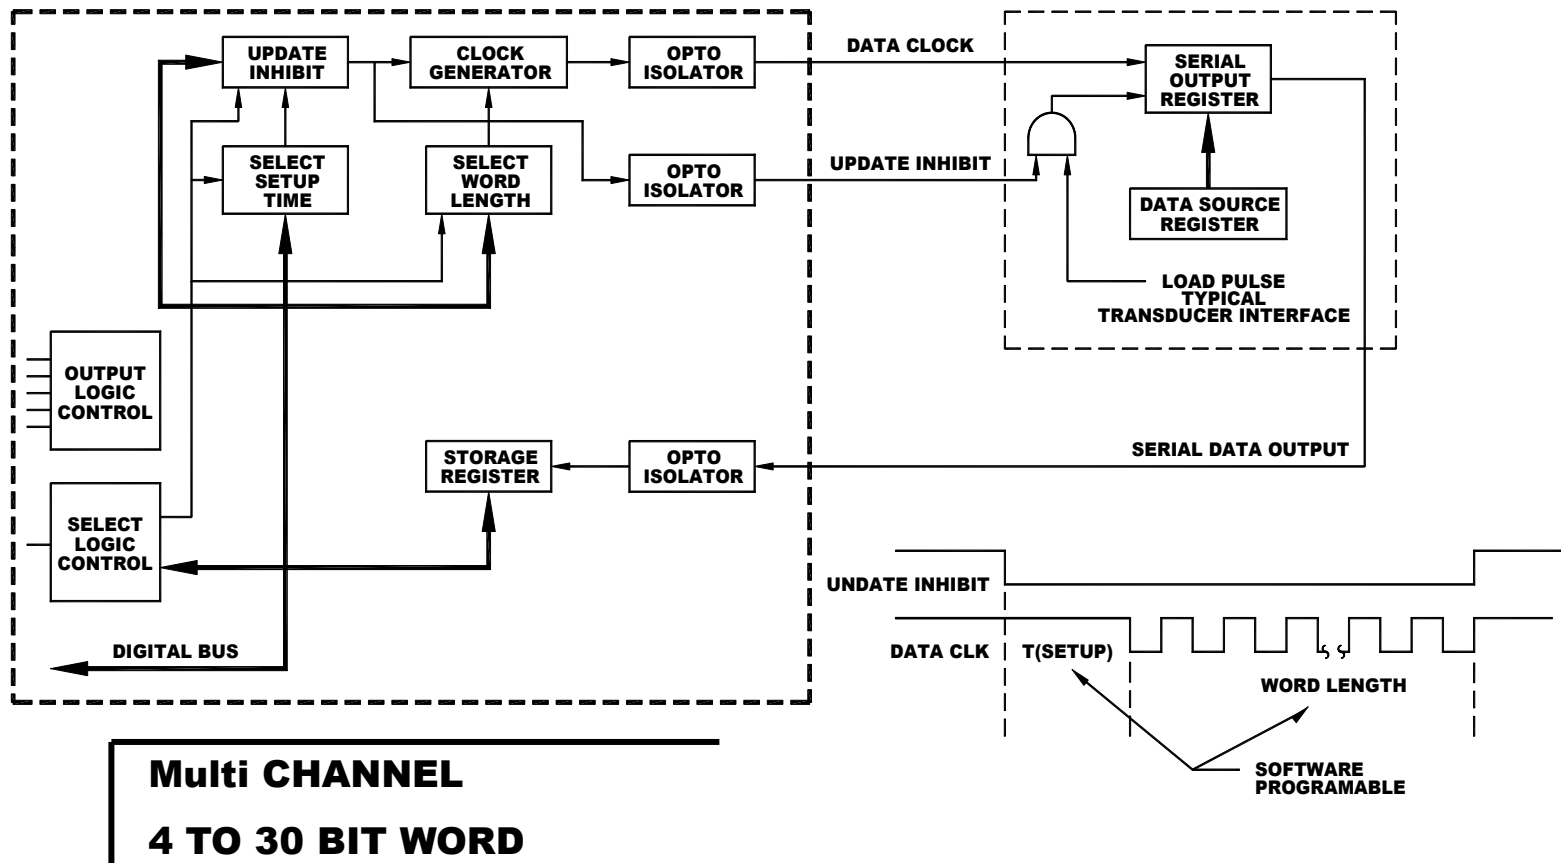 UPDATE
INHIBIT
CLOCK
GENERATOR
OPTO
ISOLATOR
DATA CLOCK
SERIAL
OUTPUT
REGISTER
SELECT
SETUP
TIME
SELECT
WORD
LENGTH
OPTO
ISOLATOR
UPDATE INHIBIT
DATA SOURCE
REGISTER
LOAD PULSE
TYPICAL
TRANSDUCER INTERFACE
OUTPUT
LOGIC
CONTROL
STORAGE
REGISTER
OPTO
ISOLATOR
SERIAL DATA OUTPUT
SELECT
LOGIC
CONTROL
DIGITAL BUS
UNDATE INHIBIT
DATA CLK
T(SETUP)
WORD LENGTH
SOFTWARE
PROGRAMABLE
Multi CHANNEL
4 TO 30 BIT WORD